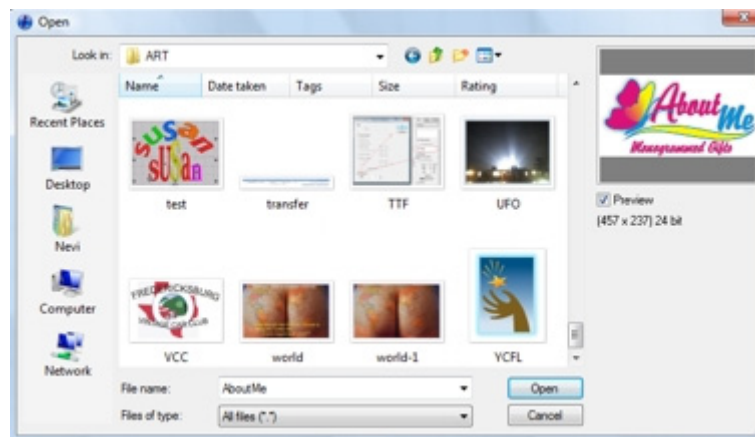 Open
Look in:
ART
Name
Date taken
Tags
Size
Rating
Recent Places
Desktop
Nevi
Computer
Network
susan
susan
test
transfer
TTF
UFO
FREDERICKSBURG
VINTAGE CAR CLUB
VCC
world
world-1
YCFL
About
Me
Monogrammed Gifts
Preview
(457 x 237) 24 bit
File name:
AboutMe
Open
Files of type:
All files (*.*)
Cancel